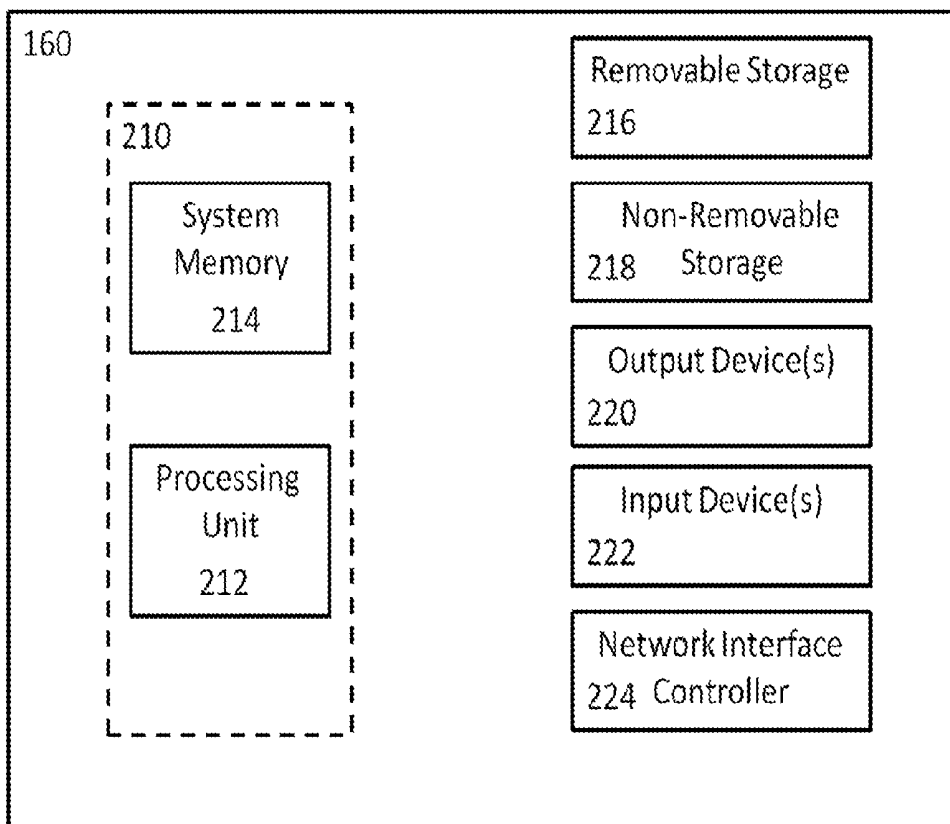 160
210
System
Memory
214
Processing
Unit
212
Removable Storage
216
Non-Removable
218 Storage
Output Device(s)
220
Input Device(s)
222
Network Interface
224 Controller